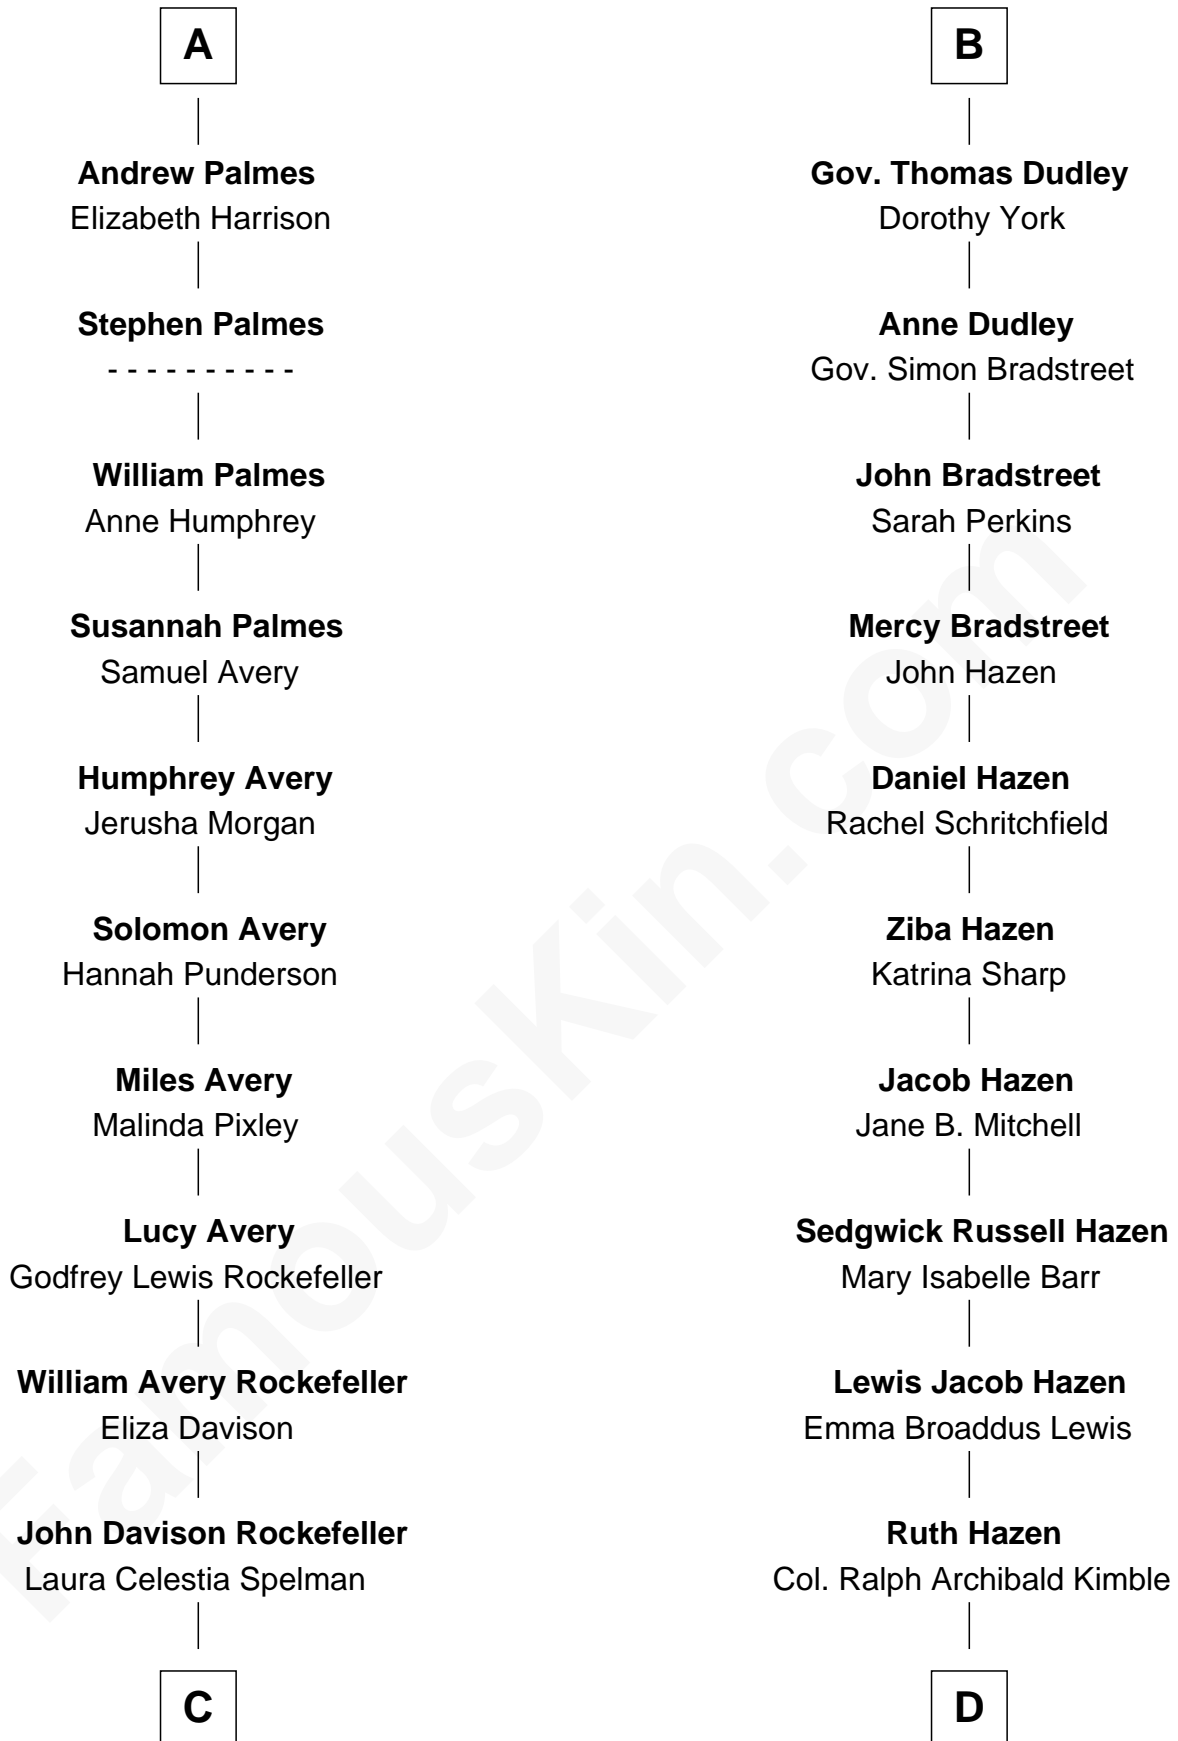 A
Andrew Palmes
Elizabeth Harrison
Stephen Palmes
- - - - - - - - - -
William Palmes
Anne Humphrey
Susannah Palmes
Samuel Avery
Humphrey Avery
Jerusha Morgan
Solomon Avery
Hannah Punderson
Miles Avery
Malinda Pixley
Lucy Avery
Godfrey Lewis Rockefeller
William Avery Rockefeller
Eliza Davison
John Davison Rockefeller
Laura Celestia Spelman
C
B
Gov. Thomas Dudley
Dorothy York
Anne Dudley
Gov. Simon Bradstreet
John Bradstreet
Sarah Perkins
Mercy Bradstreet
John Hazen
Daniel Hazen
Rachel Schritchfield
Ziba Hazen
Katrina Sharp
Jacob Hazen
Jane B. Mitchell
Sedgwick Russell Hazen
Mary Isabelle Barr
Lewis Jacob Hazen
Emma Broaddus Lewis
Ruth Hazen
Col. Ralph Archibald Kimble
D
FamousKin.com